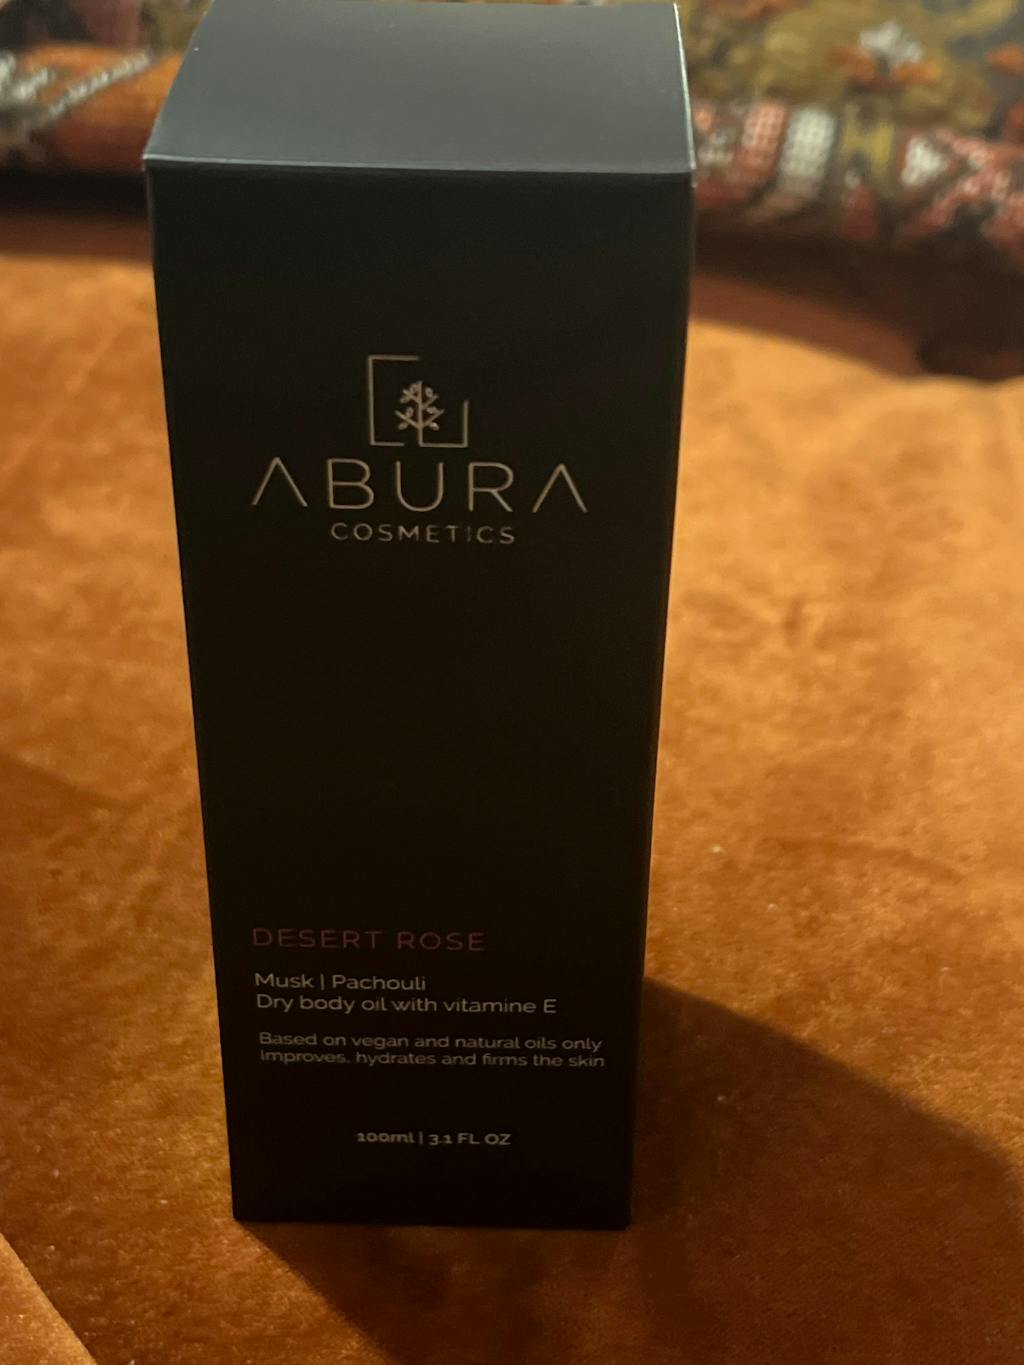 ABURA
COSMETICS
DESERT ROSE
Musk | Pachouli
Dry body oil with vitamine E
Based on vegan and natural oils only
Improves. hydrates and firms the skin
100ml | 3.1 FL OZ